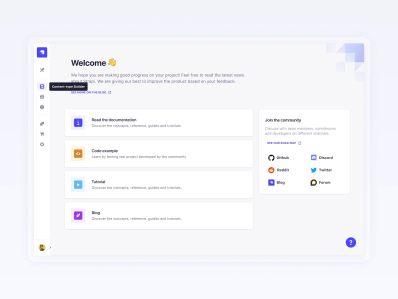 Welcome 👋
We hope you are making good progress on your project! Feel free to read the latest news
about Strapi. We are giving our best to improve the product based on your feedback.
Content-Type Builder
SEE MORE ON THE BLOG
Read the documentation
Discover the concepts, reference, guides and tutorials.
Code example
Learn by testing real project developed by the community
Tutorial
Discover the concepts, reference, guides and tutorials.
Blog
Discover the concepts, reference, guides and tutorials.
Join the community
Discuss with team members, contributors
and developers on different channels.
SEE OUR ROADMAP
Github
Discord
Reddit
Twitter
Blog
Forum
?